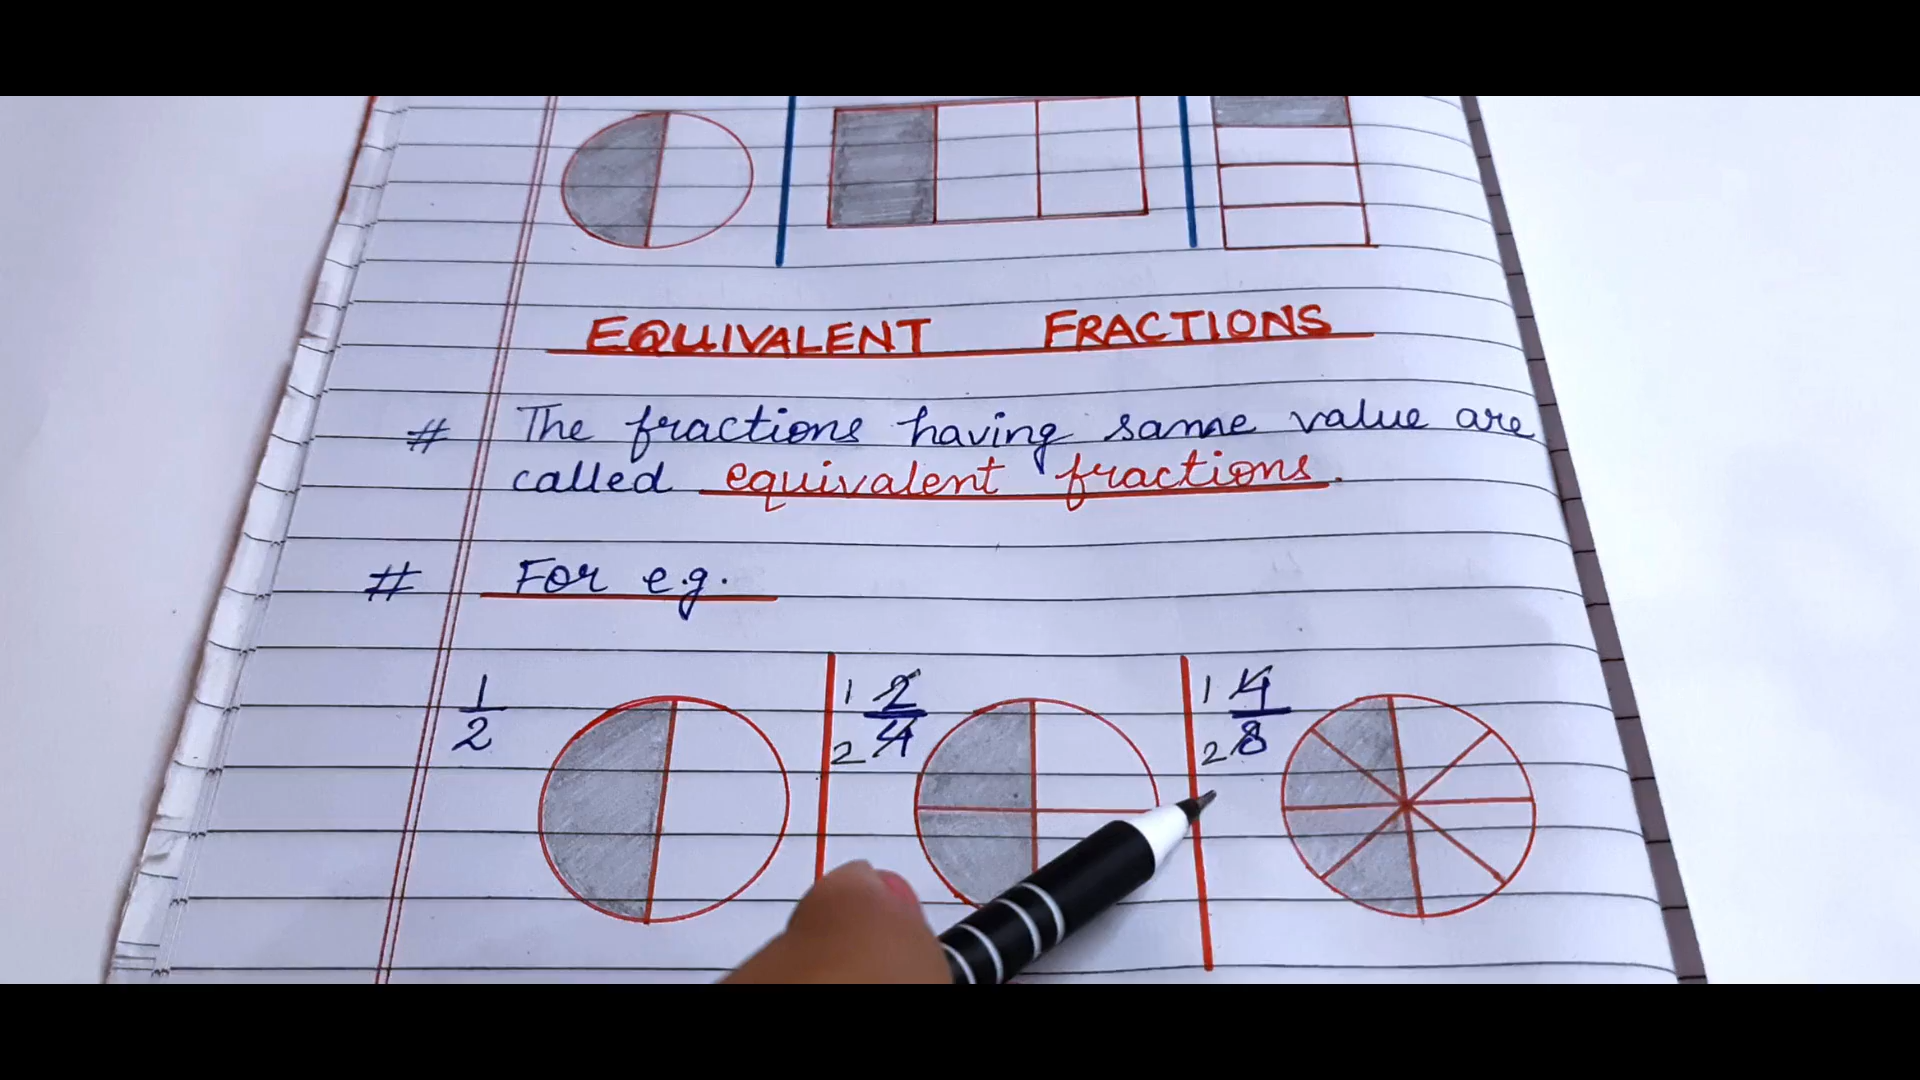 EQUIVALENT FRACTIONS
# The fractions having same value are
called equivalent fractions.
# For e.g.
1/2 1 2/4 2 1 4/8 2